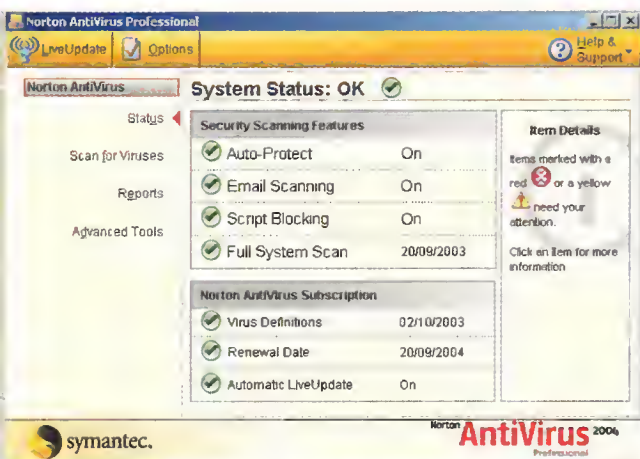 Norton AntiVirus Professional
LiveUpdate Options Help & Support
Norton AntiVirus
Status
Scan for Viruses
Reports
Advanced Tools
System Status: OK
Security Scanning Features
Auto-Protect On
Email Scanning On
Script Blocking On
Full System Scan 20/09/2003
Norton AntiVirus Subscription
Virus Definitions 02/10/2003
Renewal Date 20/09/2004
Automatic LiveUpdate On
Item Details
Items marked with a
red or a yellow
need your
attention.
Click an item for more
information
symantec.
Norton AntiVirus 2004
Professional